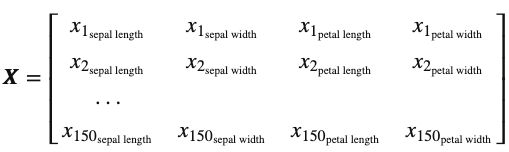 x1sepal length x1sepal width x1petal length x1petal width
X = x2sepal length x2sepal width x2petal length x2petal width
...
x150sepal length x150sepal width x150petal length x150petal width